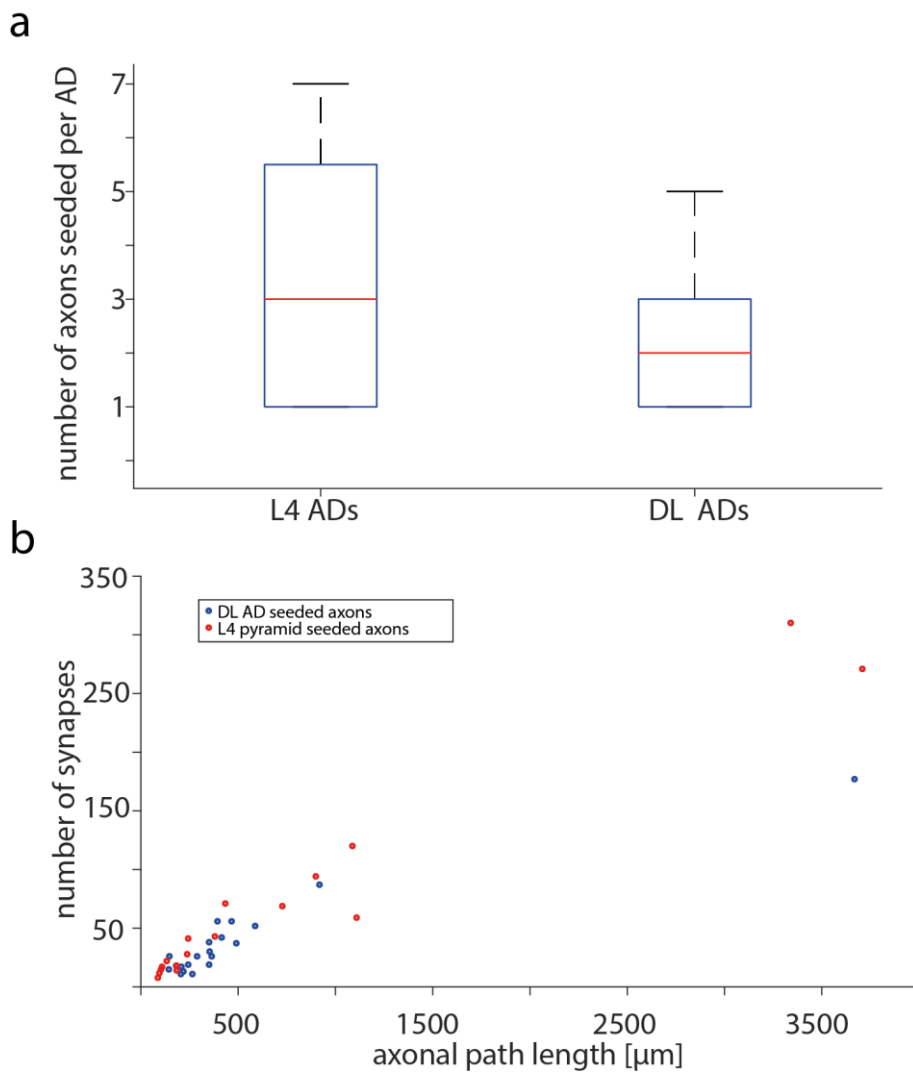 a
number of axons seeded per AD
7
5
3
1
L4 ADs
DL ADs
b
number of synapses
350
250
150
50
DL AD seeded axons
L4 pyramid seeded axons
500
1500
2500
3500
axonal path length [µm]